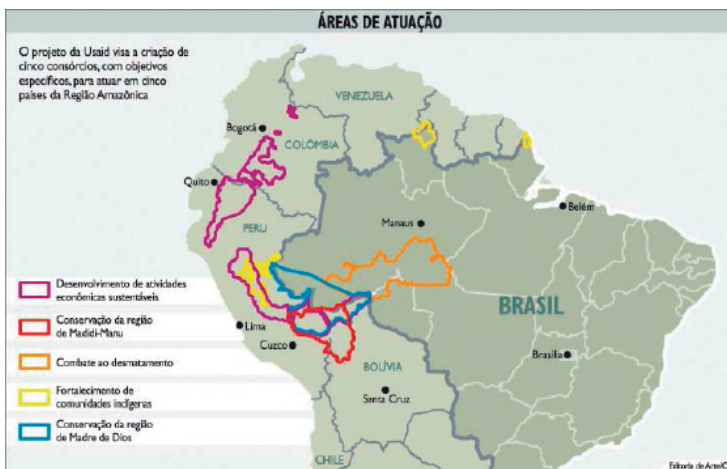 ÁREAS DE ATUAÇÃO
O projeto da Usaid visa a criação de
cinco consórcios, com objetivos
específicos, para atuar em cinco
países da Região Amazônica
VENEZUELA
Bogotá
COLÔMBIA
Quito
Belém
PERU
Manaus
Desenvolvimento de atividades
econômicas sustentáveis
BRASIL
Conservação da região
de Madidi-Manu
Lima
Cuzco
Combate ao desmatamento
BOLÍVIA
Brasília
Fortalecimento de
comunidades indígenas
Santa Cruz
Conservação da região
de Madre de Dios
CHILE
Editoria de Arte/